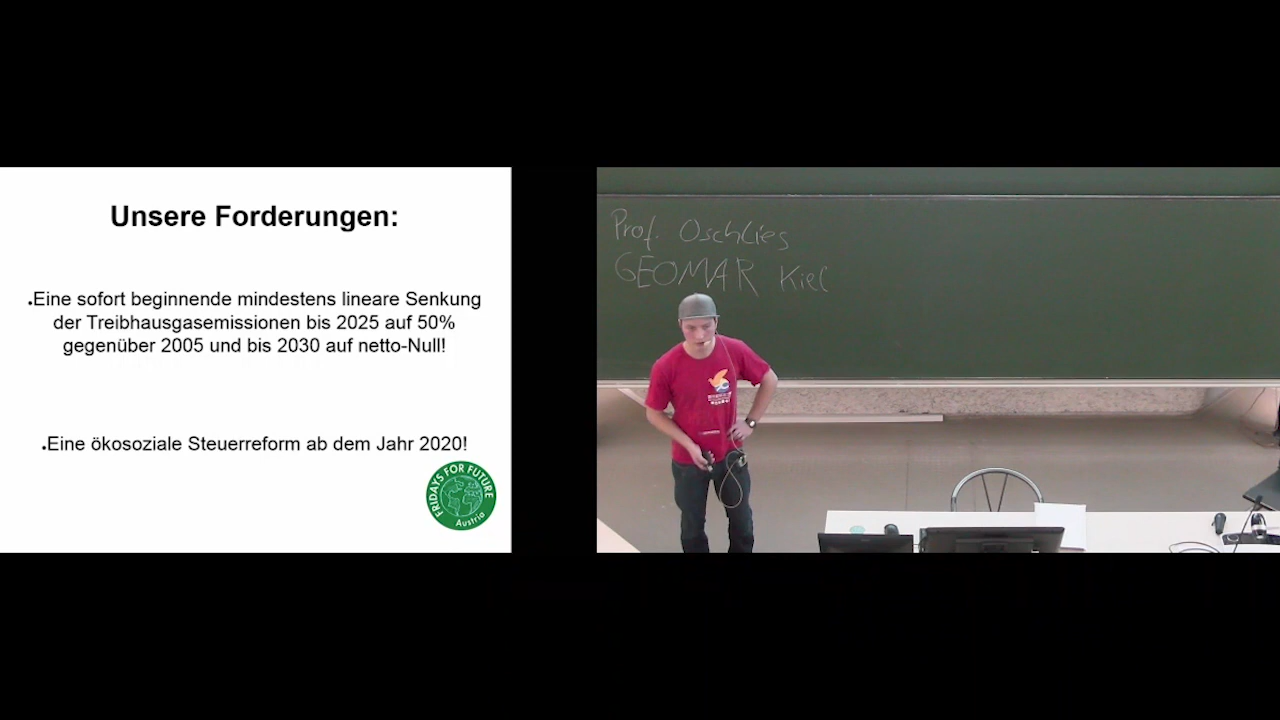 Unsere Forderungen:
.Eine sofort beginnende mindestens lineare Senkung
der Treibhausgasemissionen bis 2025 auf 50%
gegenüber 2005 und bis 2030 auf netto-Null!
.Eine ökosoziale Steuerreform ab dem Jahr 2020!
FRIDAYS FOR FUTURE
Austria
Prof. Oschlies
GEOMAR Kiel